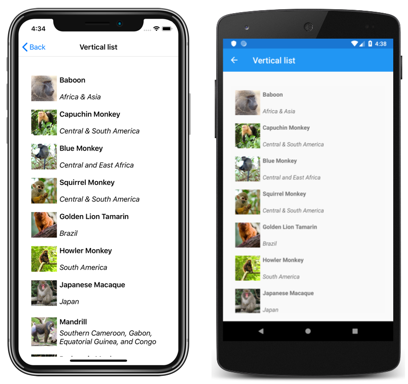 4:34
Back
Vertical list
Baboon
Africa & Asia
Capuchin Monkey
Central & South America
Blue Monkey
Central and East Africa
Squirrel Monkey
Central & South America
Golden Lion Tamarin
Brazil
Howler Monkey
South America
Japanese Macaque
Japan
Mandrill
Southern Cameroon, Gabon,
Equatorial Guinea, and Congo
4:38
Vertical list
Baboon
Africa & Asia
Capuchin Monkey
Central & South America
Blue Monkey
Central and East Africa
Squirrel Monkey
Central & South America
Golden Lion Tamarin
Brazil
Howler Monkey
South America
Japanese Macaque
Japan